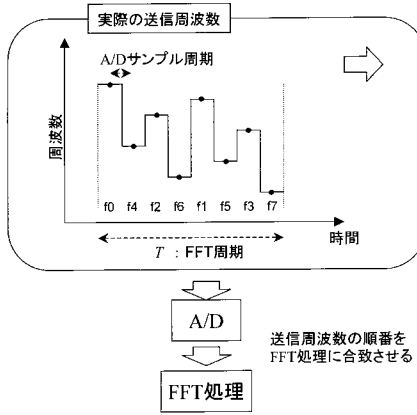 実際の送信周波数
A/Dサンプル周期
周波数
f0 f4 f2 f6 f1 f5 f3 f7
時間
T ：FFT周期
A/D
送信周波数の順番を
FFT処理に合致させる
FFT処理